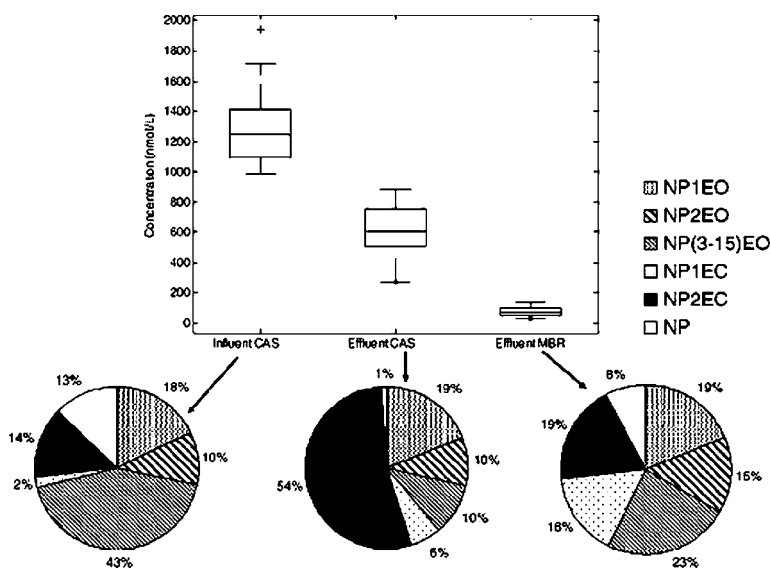 2000
1800
1600
1400
1200
1000
800
600
400
200
0
Concentration (nmol/L)
Influent CAS
Effluent CAS
Effluent MBR
NP1EO
NP2EO
NP(3-15)EO
NP1EC
NP2EC
NP
13%
18%
14%
10%
2%
43%
1%
19%
54%
10%
10%
6%
8%
19%
19%
15%
16%
23%